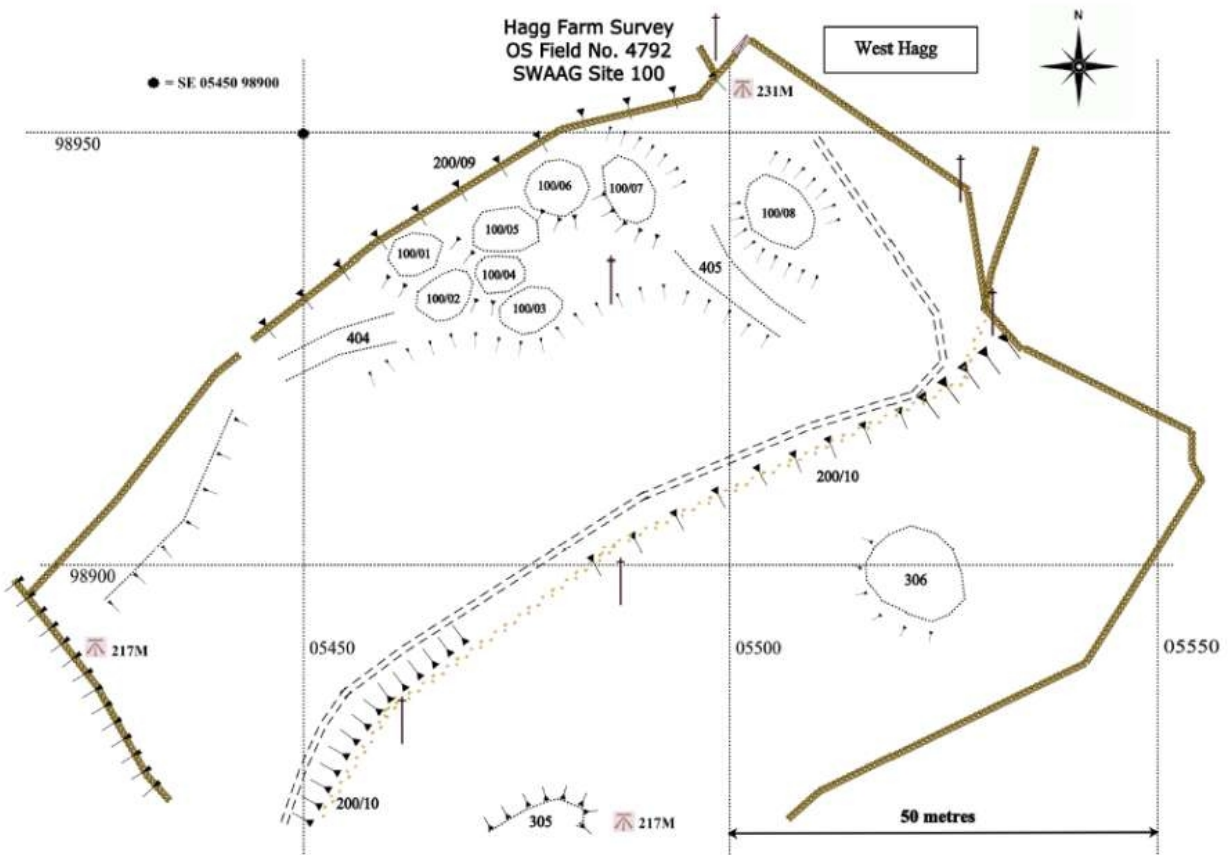 Hagg Farm Survey
OS Field No. 4792
SWAAG Site 100
West Hagg
N
= SE 05450 98900
231M
98950
200/09
100/06
100/07
100/08
100/05
100/01
100/04
405
100/02
100/03
404
200/10
98900
306
217M
05450
05500
05550
200/10
305
217M
50 metres